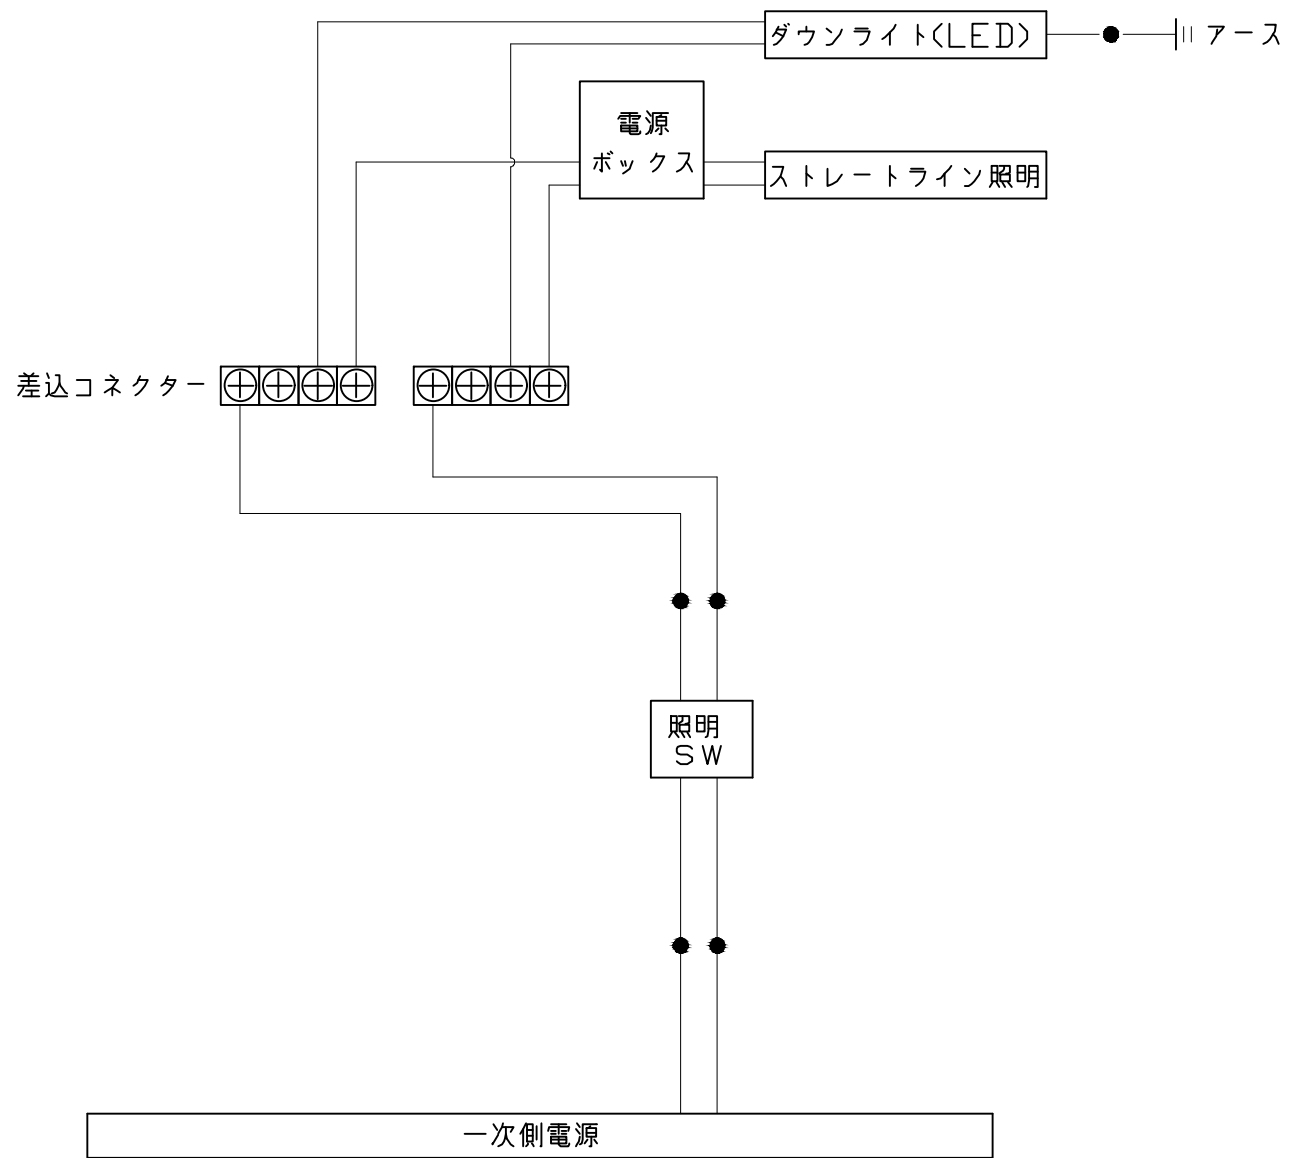 ダウンライト(LED)
アース
電源
ボックス
ストレートライン照明
差込コネクター
照明
SW
一次側電源